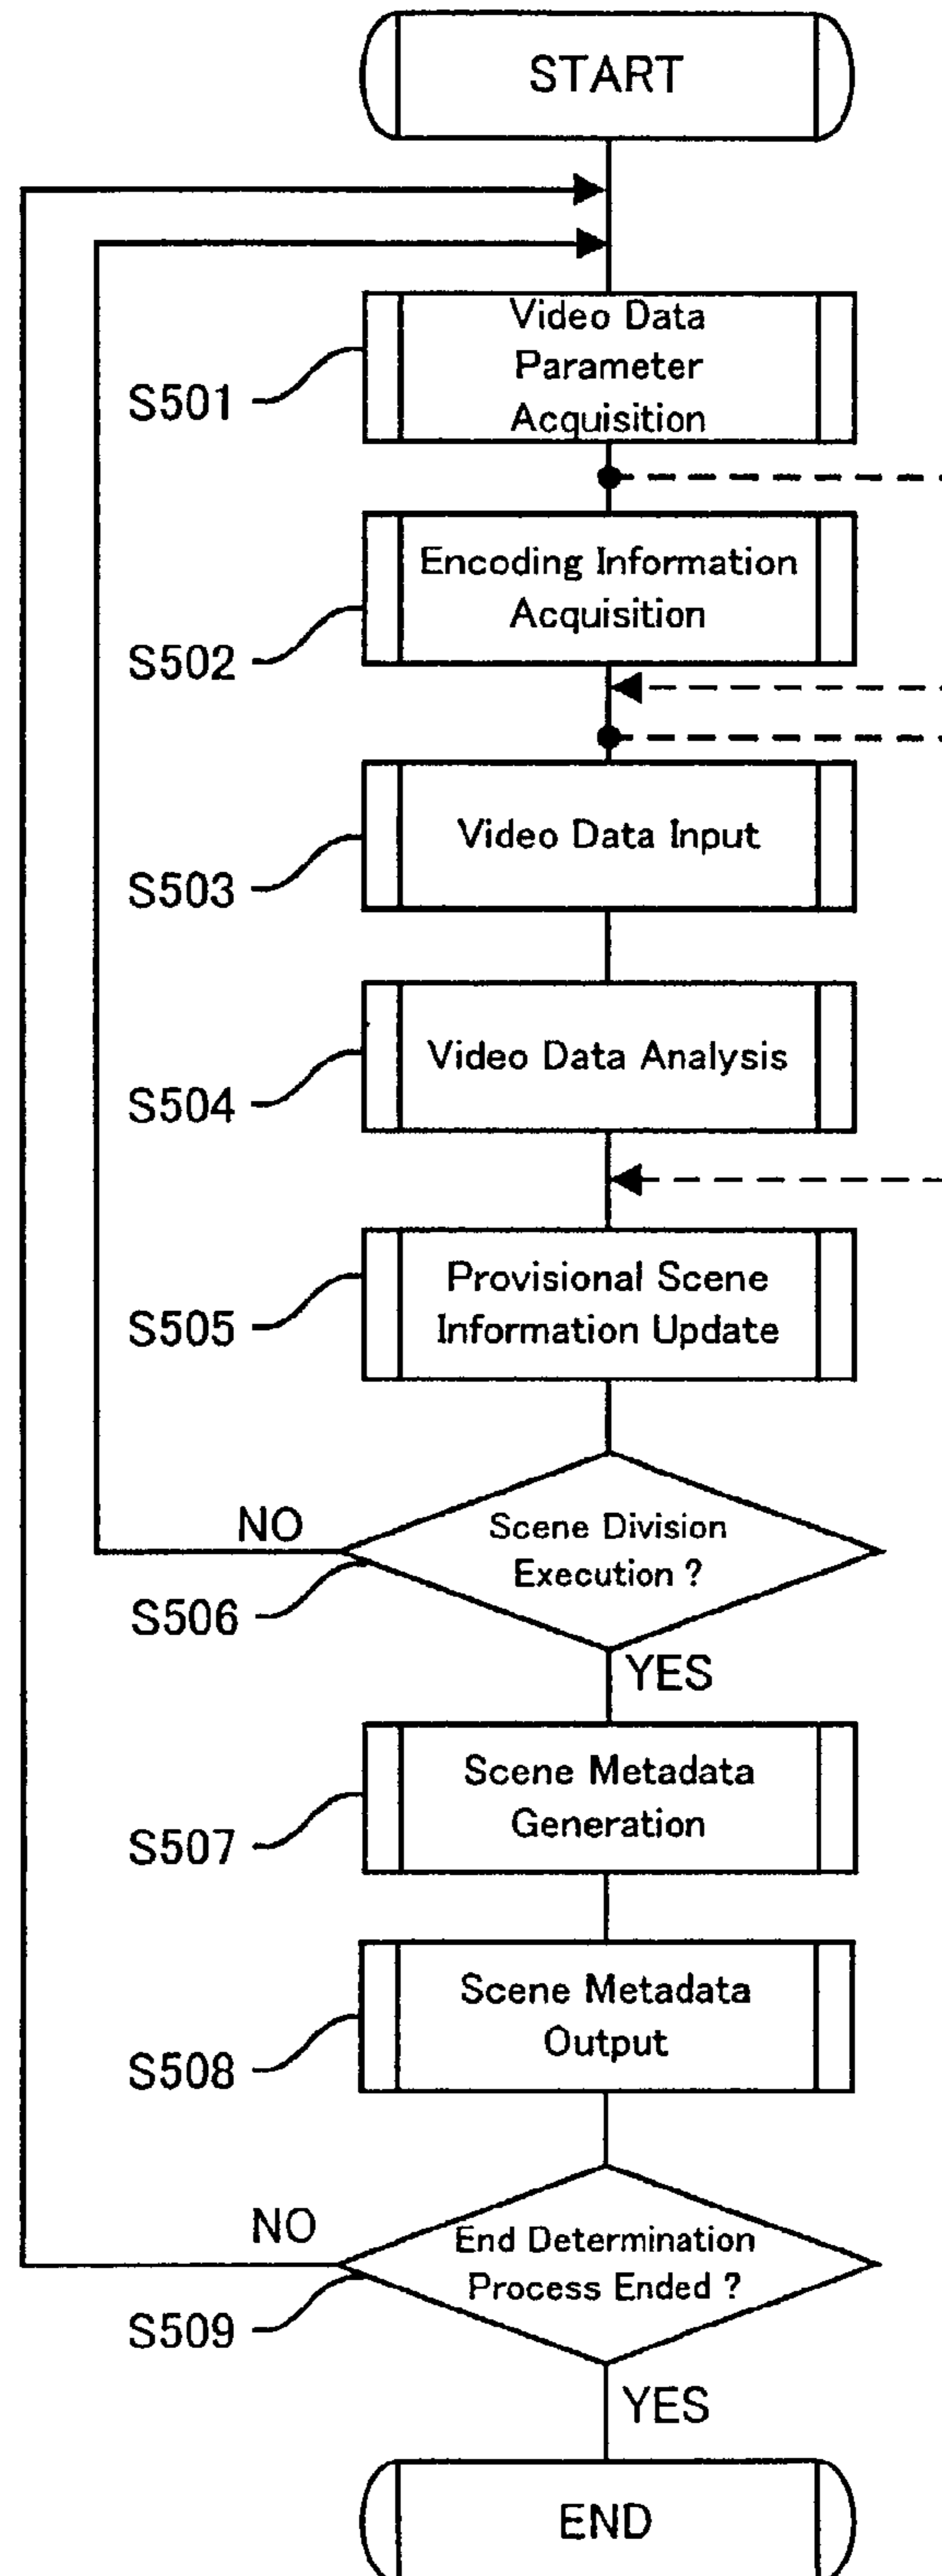 START
Video Data
Parameter
Acquisition
S501
Encoding Information
Acquisition
S502
Video Data Input
S503
Video Data Analysis
S504
Provisional Scene
Information Update
S505
NO
Scene Division
Execution ?
S506
YES
Scene Metadata
Generation
S507
Scene Metadata
Output
S508
NO
End Determination
Process Ended ?
S509
YES
END